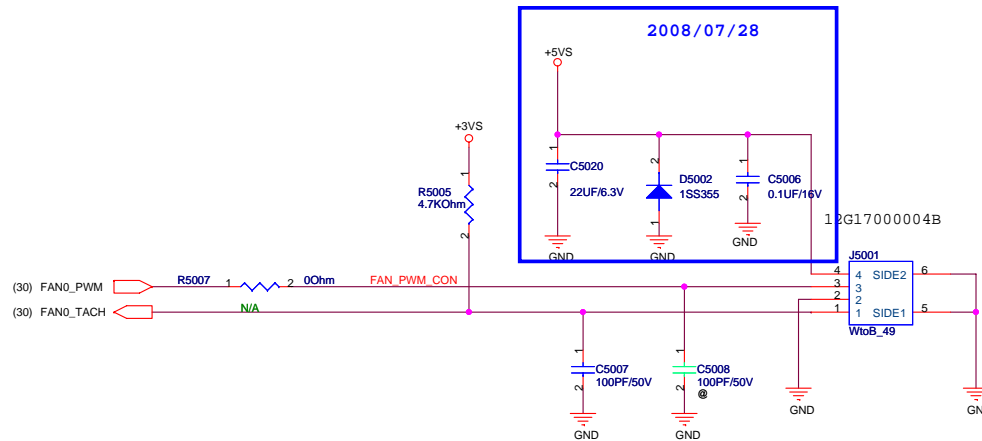 2008/07/28
+5VS
+3VS
1
2
C5020
22UF/6.3V
GND
2
D5002
1SS355
1
GND
1
C5006
2
0.1UF/16V
GND
12G17000004B
1
R5005
4.7KOhm
2
J5001
4
3
2
1
4
3
2
1
SIDE2
SIDE1
6
5
WtoB_49
(30) FAN0_PWM
R5007
1
2
0Ohm
FAN_PWM_CON
(30) FAN0_TACH
N/A
1
C5007
100PF/50V
2
GND
1
C5008
100PF/50V
2
@
GND
GND
GN